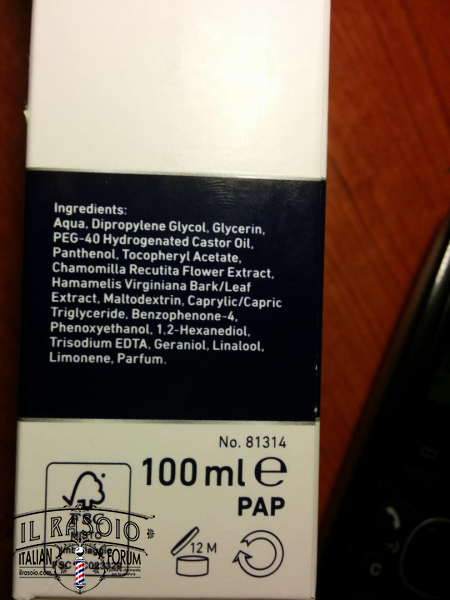 Ingredients:
Aqua, Dipropylene Glycol, Glycerin,
PEG-40 Hydrogenated Castor Oil,
Panthenol, Tocopheryl Acetate,
Chamomilla Recutita Flower Extract,
Hamamelis Virginiana Bark/Leaf
Extract, Maltodextrin, Caprylic/Capric
Triglyceride, Benzophenone-4,
Phenoxyethanol, 1,2-Hexanediol,
Trisodium EDTA, Geraniol, Linalool,
Limonene, Parfum.
No. 81314
100 ml e
PAP
12 M
IL RASOIO
ITALIAN FORUM